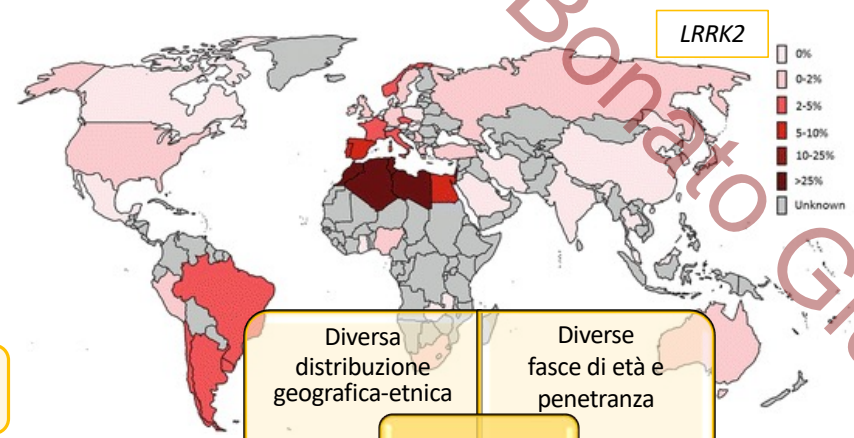 LRRK2
0%
0-2%
2-5%
5-10%
10-25%
>25%
Unknown
Bonato
Diversa
distribuzione
geografica-etnica
Diverse
fasce di età e
penetranza